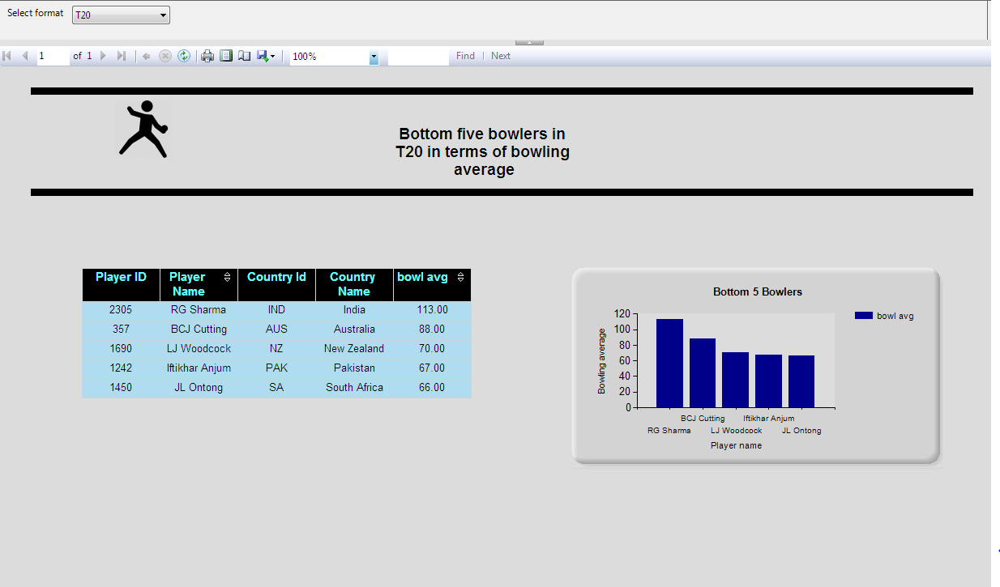 Select format T20
1 of 1 100% Find | Next
Bottom five bowlers in
T20 in terms of bowling
average
Player ID Player Name Country Id Country Name bowl avg
2305 RG Sharma IND India 113.00
357 BCJ Cutting AUS Australia 88.00
1690 LJ Woodcock NZ New Zealand 70.00
1242 Iftikhar Anjum PAK Pakistan 67.00
1450 JL Ontong SA South Africa 66.00
Bottom 5 Bowlers
bowl avg
Bowling average
120
100
80
60
40
20
0
BCJ Cutting Iftikhar Anjum
RG Sharma LJ Woodcock JL Ontong
Player name